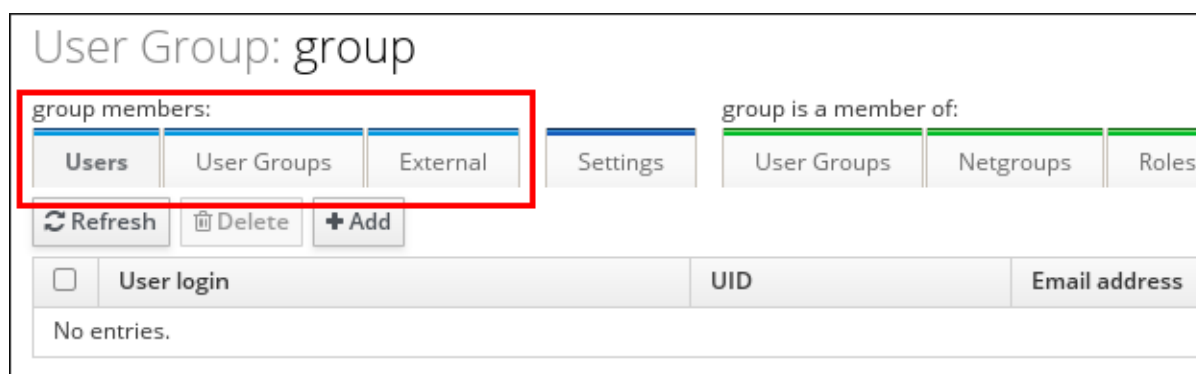 User Group: group
group members: group is a member of:
Users User Groups External Settings User Groups Netgroups Roles
Refresh Delete Add
User login UID Email address
No entries.